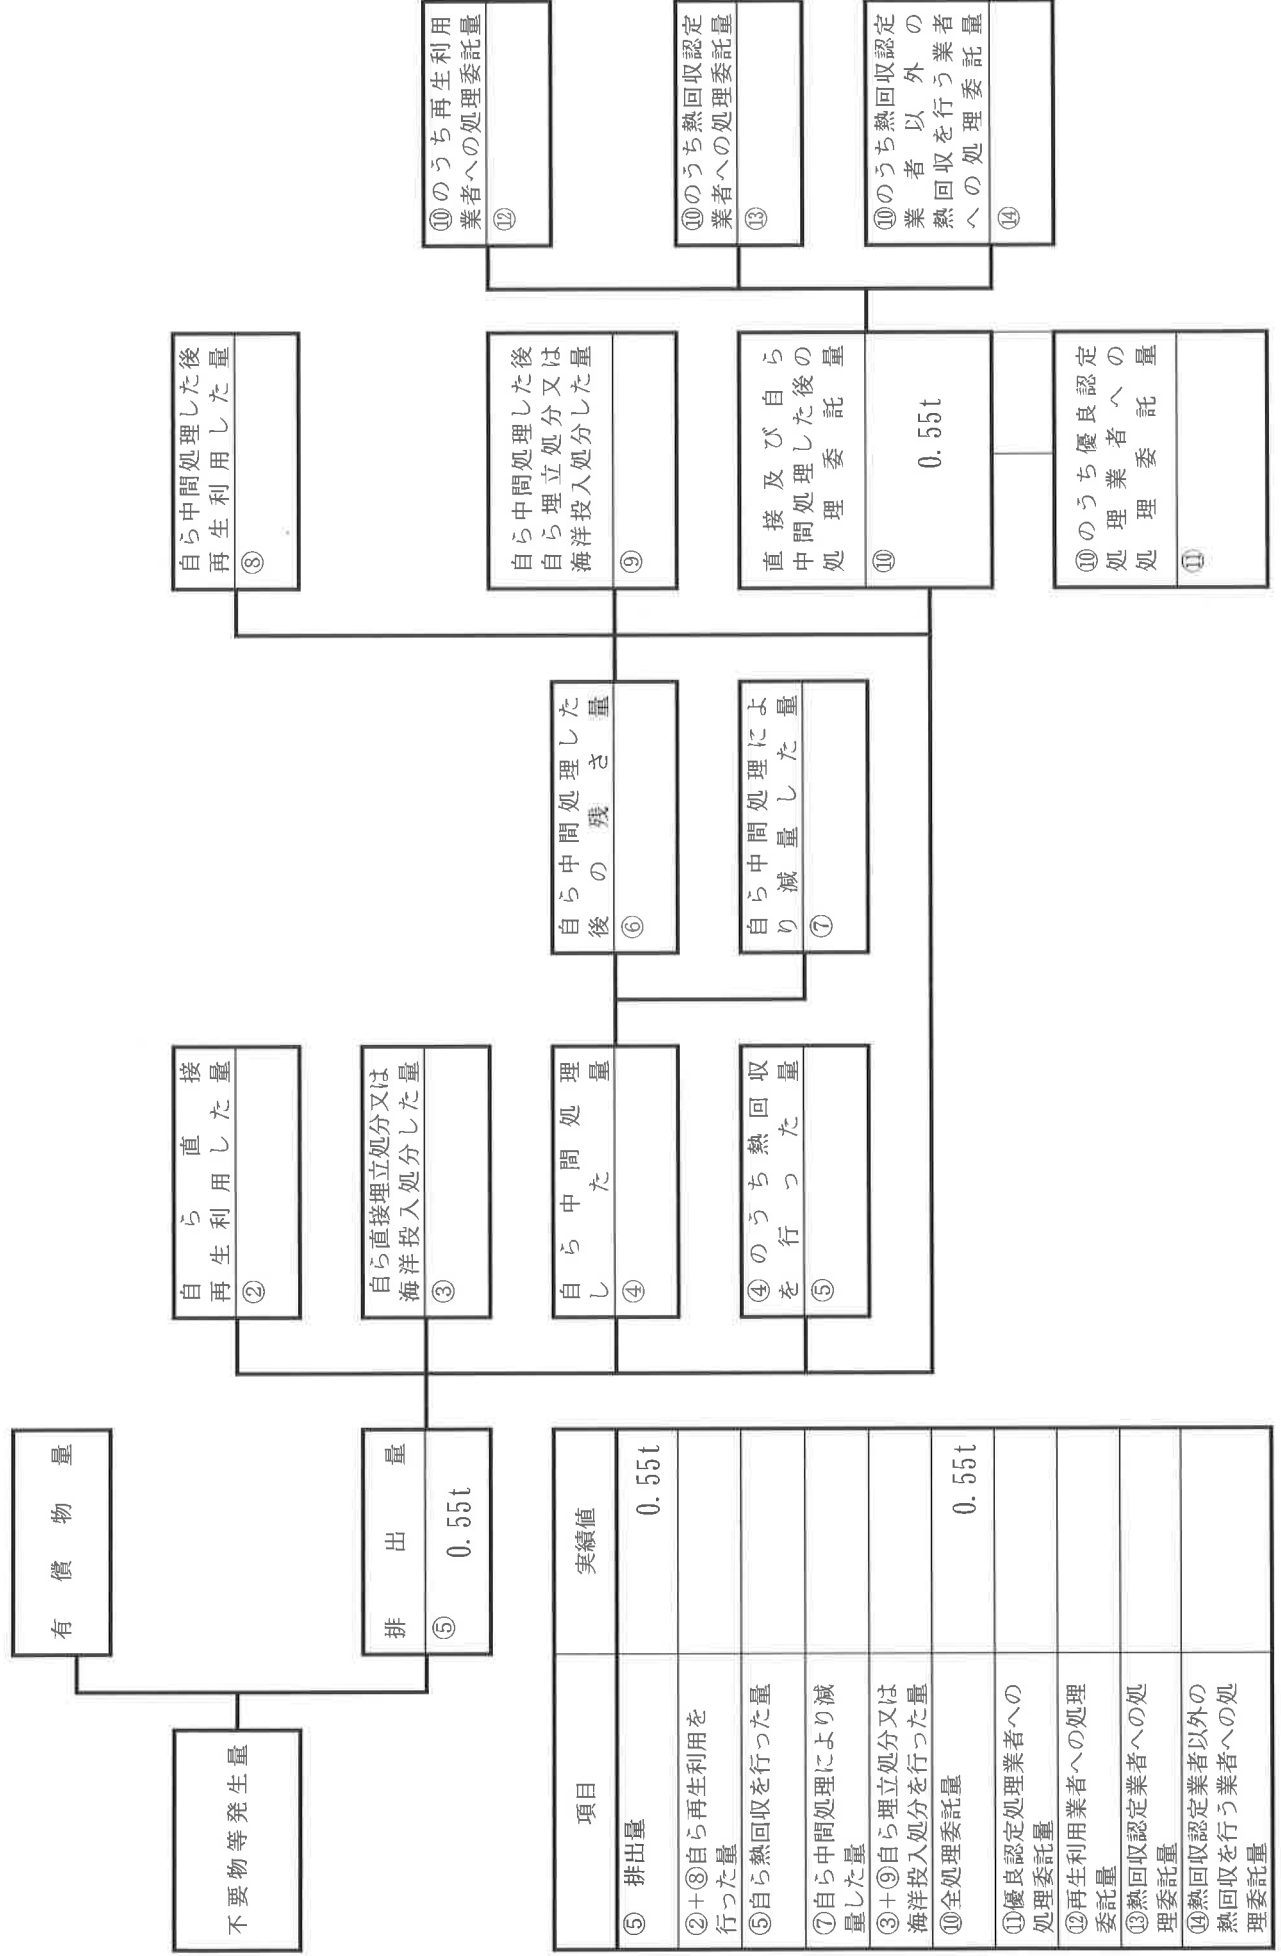 不要物等発生量
有償物量
排出量
⑤
0.55t
自ら直接
再生利用した量
②
自ら直接埋立処分又は
海洋投入処分した量
③
自ら中間処理
した量
④
④のうち熱回収
を行った量
⑤
自ら中間処理した
後の残さ量
⑥
自ら中間処理によ
り減量した量
⑦
自ら中間処理した後
再生利用した量
⑧
自ら中間処理した後
自ら埋立処分又は
海洋投入処分した量
⑨
直接及び自ら
中間処理した後の
処理委託量
⑩
0.55t
⑩のうち優良認定
処理業者への
処理委託量
⑪
⑩のうち再生利用
業者への処理委託量
⑫
⑩のうち熱回収認定
業者への処理委託量
⑬
⑩のうち熱回収認定
業者以外の
熱回収を行う業者
への処理委託量
⑭
項目 実績値
⑤ 排出量 0.55t
②+⑧自ら再生利用を
行った量
⑤自ら熱回収を行った量
⑦自ら中間処理により減
量した量
③+⑨自ら埋立処分又は
海洋投入処分を行った量
⑩全処理委託量 0.55t
⑪優良認定処理業者への
処理委託量
⑫再生利用業者への処理
委託量
⑬熱回収認定業者への処
理委託量
⑭熱回収認定業者以外の
熱回収を行う業者への処
理委託量